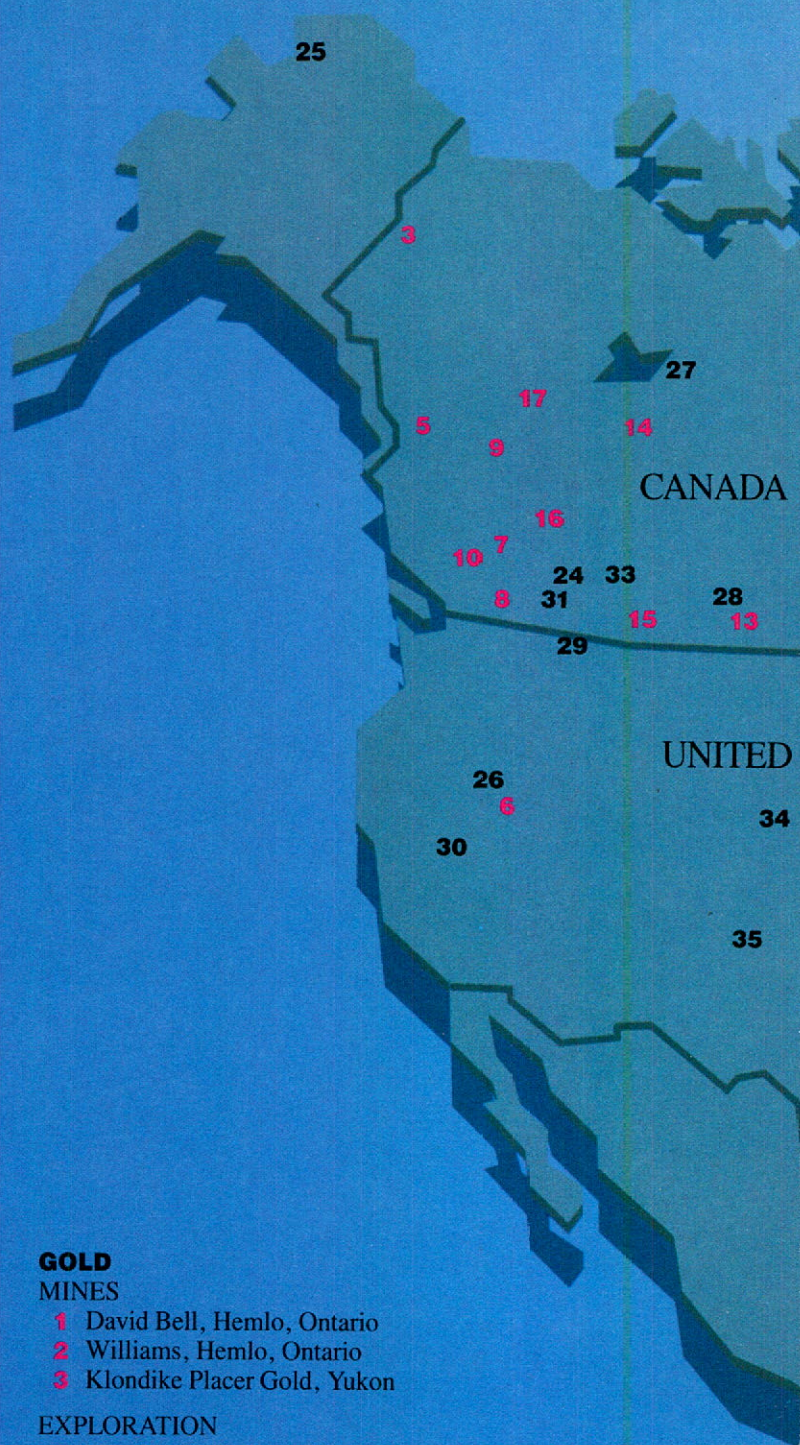 25
3
27
17
5
14
9
CANADA
16
7
10
24 33
8 31 28
15 13
29
UNITED
26
6
34
30
35
GOLD
MINES
1 David Bell, Hemlo, Ontario
2 Williams, Hemlo, Ontario
3 Klondike Placer Gold, Yukon
EXPLORATION